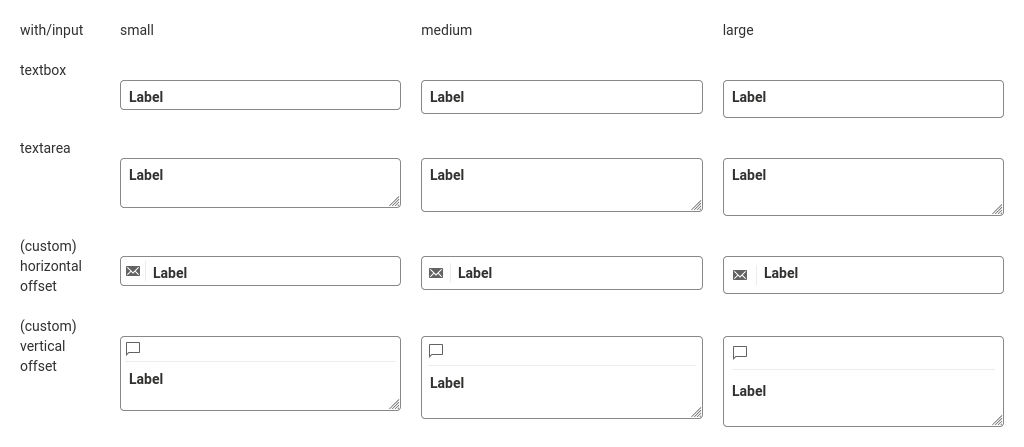 with/input small medium large
textbox
Label Label Label
textarea
Label Label Label
(custom)
horizontal
offset
Label Label Label
(custom)
vertical
offset
Label Label Label